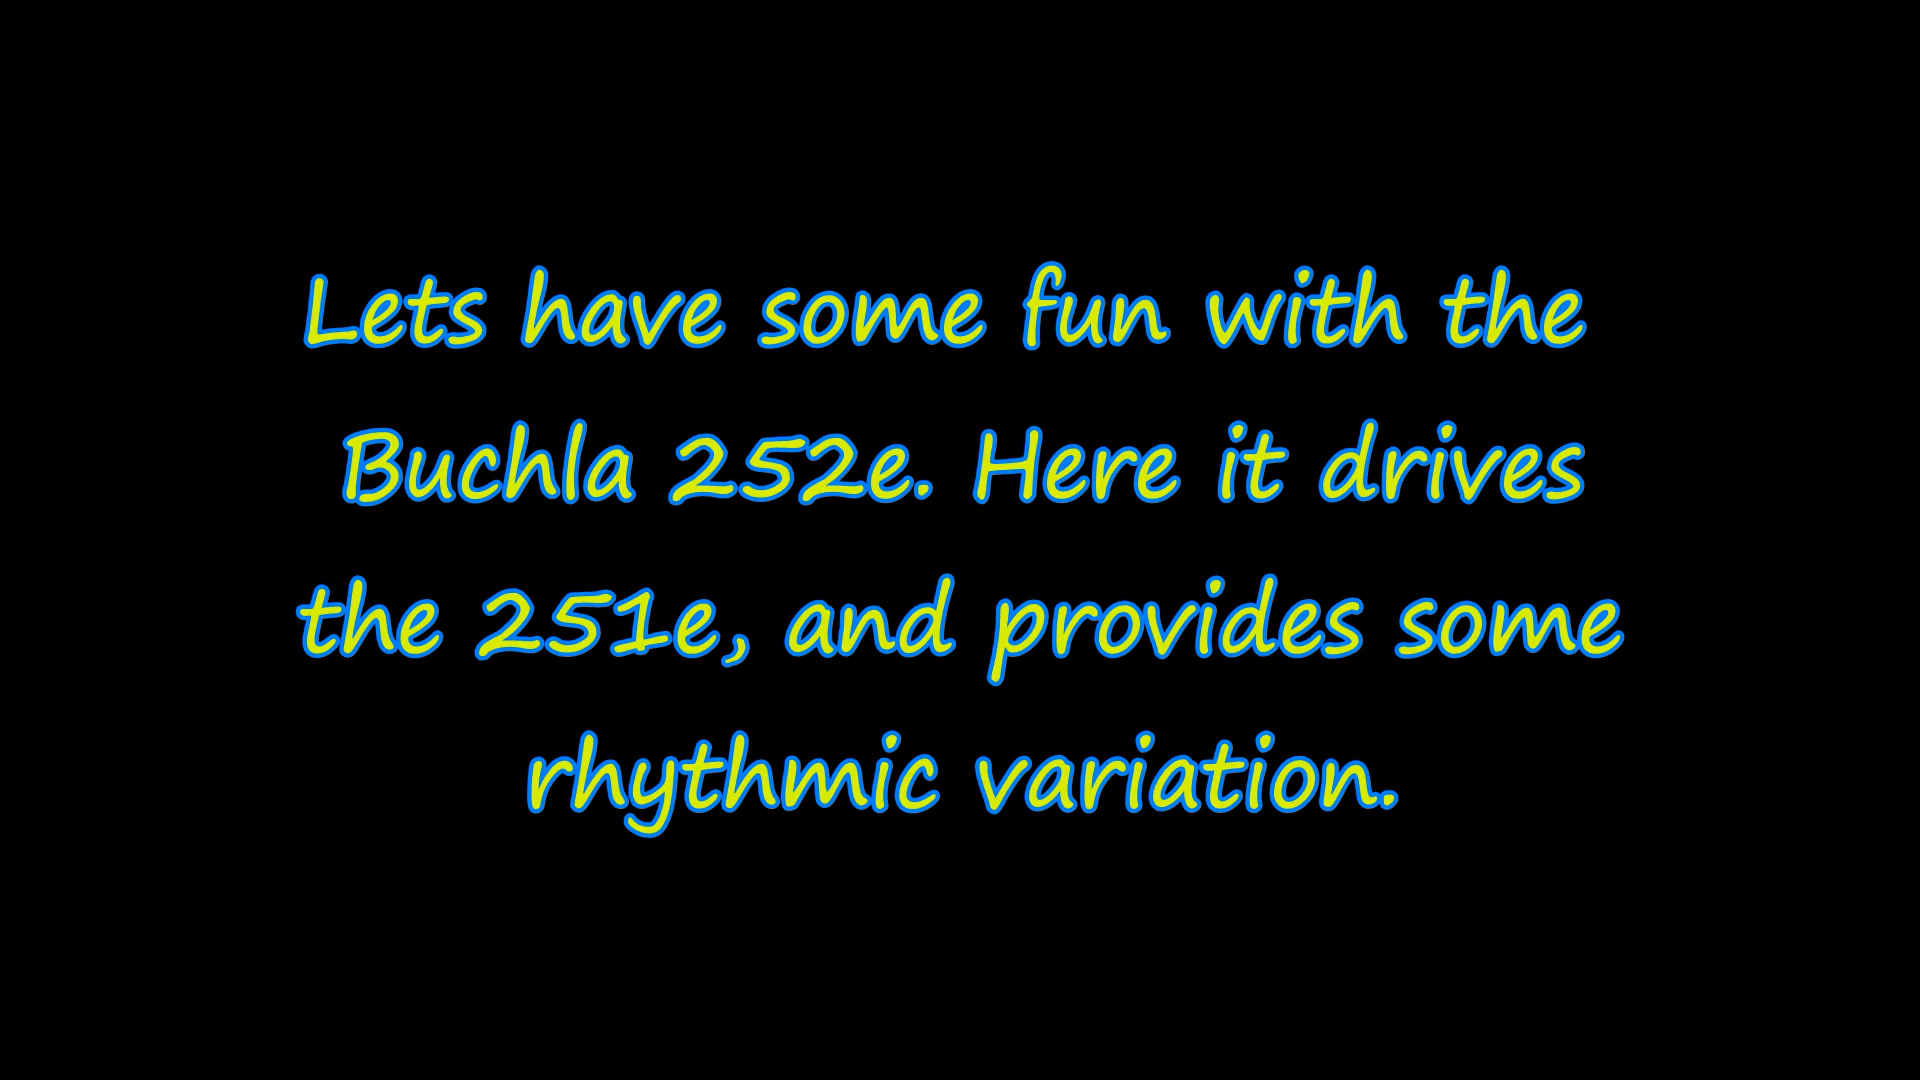 Lets have some fun with the
Buchla 252e. Here it drives
the 251e, and provides some
rhythmic variation.